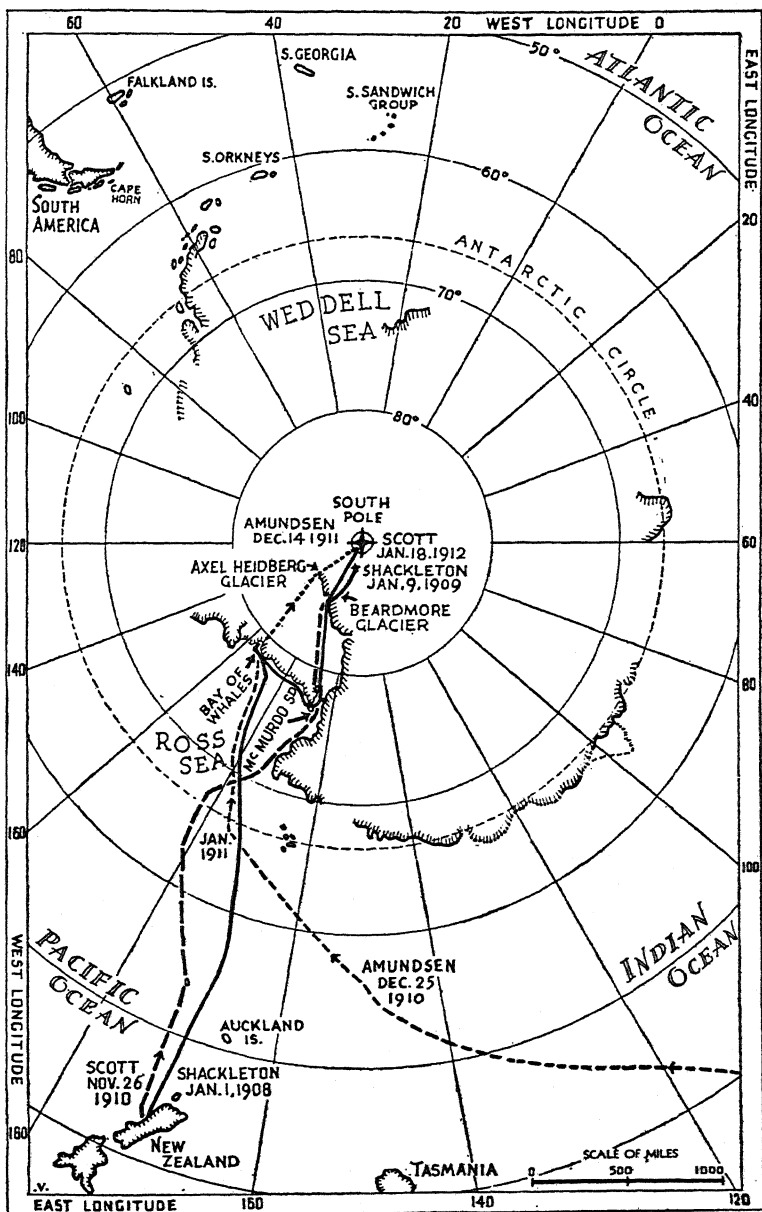 60
40
20
WEST LONGITUDE
0
50°
ATLANTIC
OCEAN
EAST LONGITUDE
S. GEORGIA
FALKLAND IS.
S. SANDWICH
GROUP
S. ORKNEYS
60°
CAPE
HORN
SOUTH
AMERICA
20
80
ANTARCTIC CIRCLE
70°
WEDDELL
SEA
40
100
80°
SOUTH
POLE
AMUNDSEN
DEC. 14 1911
SCOTT
JAN. 18. 1912
120
60
AXEL HEIDBERG
GLACIER
SHACKLETON
JAN. 9. 1909
BEARDMORE
GLACIER
140
80
BAY OF
WHALES
MCMURDO SD.
ROSS
SEA
160
JAN.
1911
100
WEST LONGITUDE
PACIFIC
OCEAN
INDIAN
OCEAN
AMUNDSEN
DEC. 25
1910
AUCKLAND
IS.
SCOTT
NOV. 26
1910
SHACKLETON
JAN. 1, 1908
180
NEW
ZEALAND
TASMANIA
SCALE OF MILES
0 500 1000
.V.
EAST LONGITUDE
150
140
120